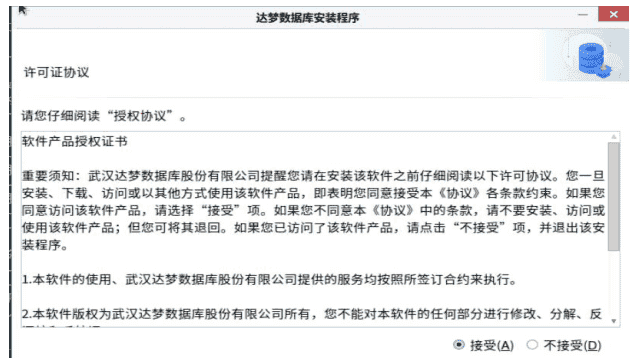 达梦数据库安装程序
许可证协议
请您仔细阅读“授权协议”。
软件产品授权证书
重要须知：武汉达梦数据库股份有限公司提醒您请在安装该软件之前仔细阅读以下许可协议。您一旦
安装、下载、访问或以其他方式使用该软件产品，即表明您同意接受本《协议》各条款约束。如果您
同意访问该软件产品，请选择“接受”项。如果您不同意本《协议》中的条款，请不要安装、访问或
使用该软件产品；但您可将其退回。如果您已访问了该软件产品，请点击“不接受”项，并退出该安
装程序。
1.本软件的使用、武汉达梦数据库股份有限公司提供的服务均按照所签订合约来执行。
2.本软件版权为武汉达梦数据库股份有限公司所有，您不能对本软件的任何部分进行修改、分解、反
接受(A) 不接受(D)